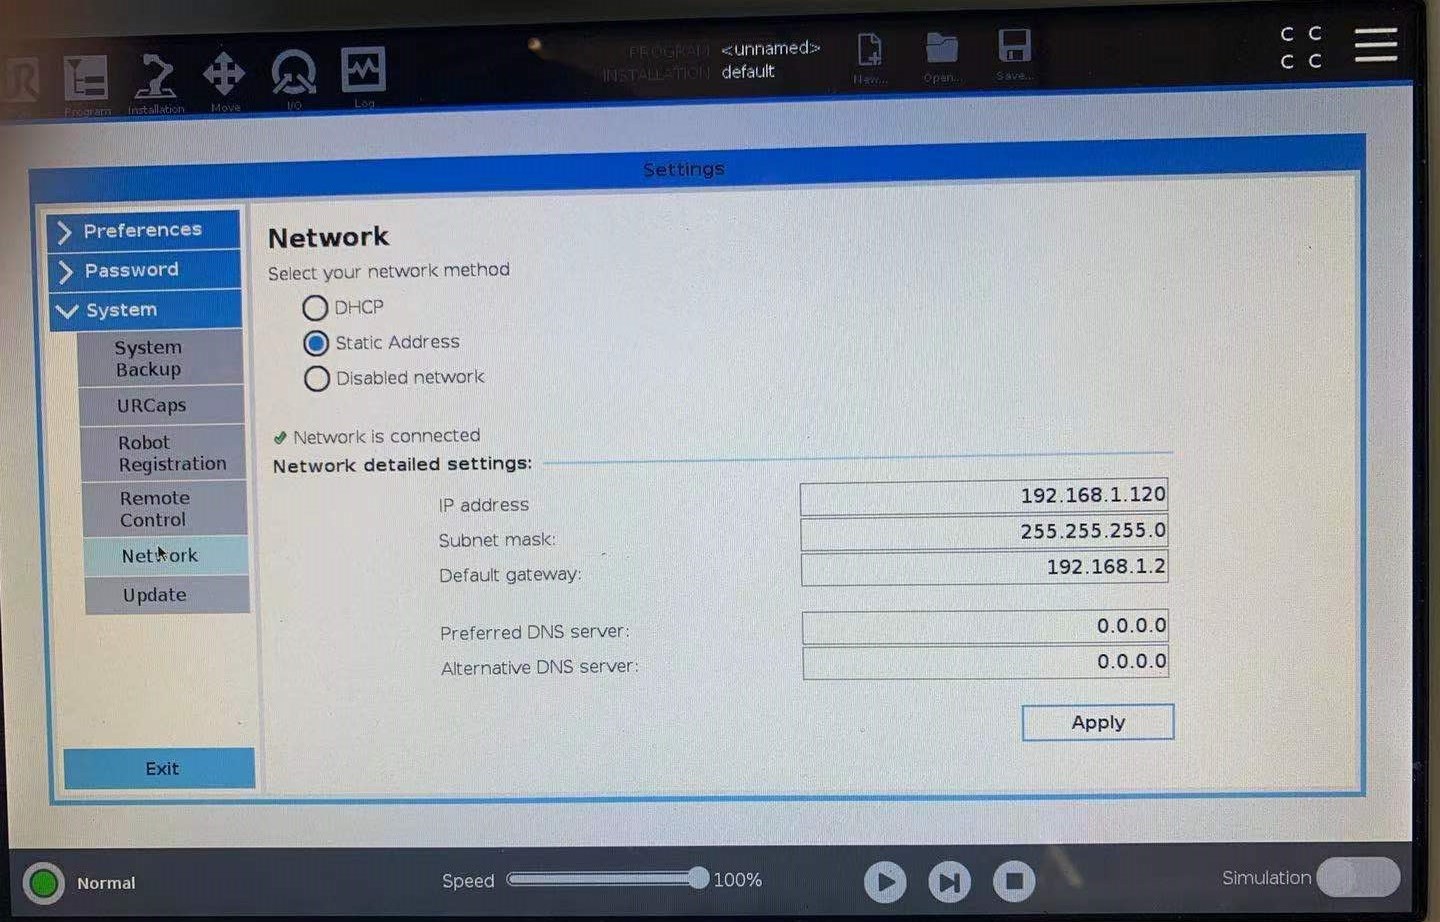 PROGRAM <unnamed>
INSTALLATION default
Program
Installation
Move
I/O
Log
New...
Open...
Save...
C C
C C
Settings
Preferences
Password
System
System
Backup
URCaps
Robot
Registration
Remote
Control
Network
Update
Exit
Network
Select your network method
DHCP
Static Address
Disabled network
Network is connected
Network detailed settings:
IP address 192.168.1.120
Subnet mask: 255.255.255.0
Default gateway: 192.168.1.2
Preferred DNS server: 0.0.0.0
Alternative DNS server: 0.0.0.0
Apply
Normal
Speed 100%
Simulation